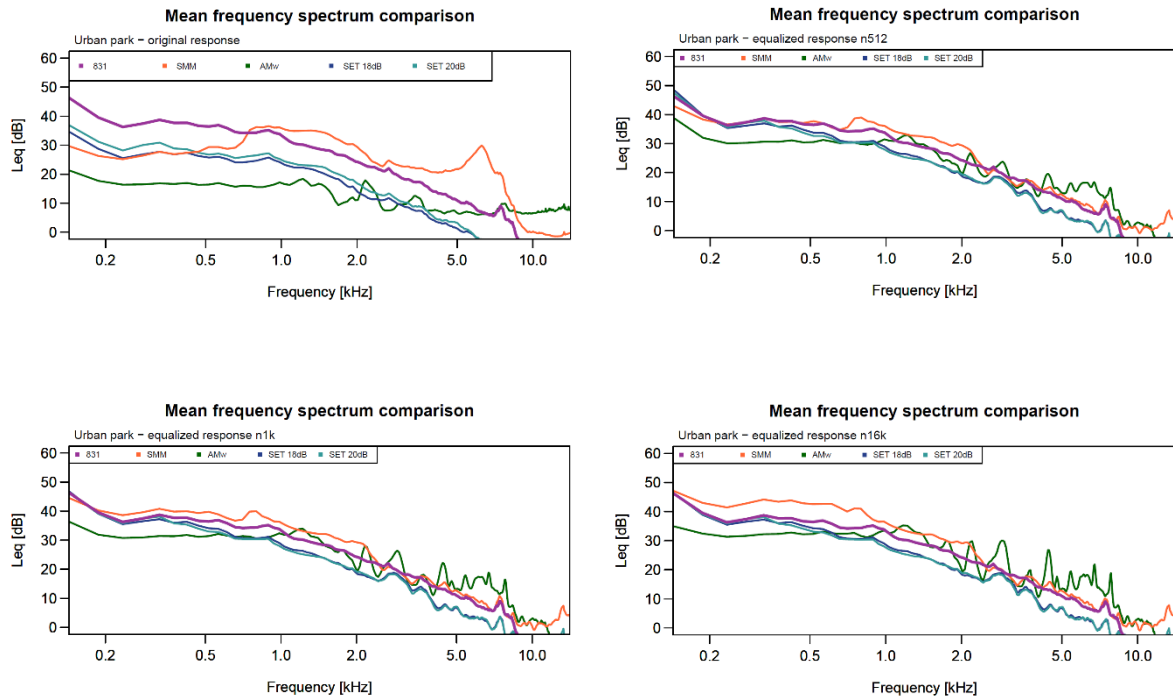 Mean frequency spectrum comparison
Urban park − original response
831 SMM AMw SET 18dB SET 20dB
60
50
40
30
20
10
0
Leq [dB]
0.2 0.5 1.0 2.0 5.0 10.0
Frequency [kHz]
Mean frequency spectrum comparison
Urban park − equalized response n512
831 SMM AMw SET 18dB SET 20dB
60
50
40
30
20
10
0
Leq [dB]
0.2 0.5 1.0 2.0 5.0 10.0
Frequency [kHz]
Mean frequency spectrum comparison
Urban park − equalized response n1k
831 SMM AMw SET 18dB SET 20dB
60
50
40
30
20
10
0
Leq [dB]
0.2 0.5 1.0 2.0 5.0 10.0
Frequency [kHz]
Mean frequency spectrum comparison
Urban park − equalized response n16k
831 SMM AMw SET 18dB SET 20dB
60
50
40
30
20
10
0
Leq [dB]
0.2 0.5 1.0 2.0 5.0 10.0
Frequency [kHz]